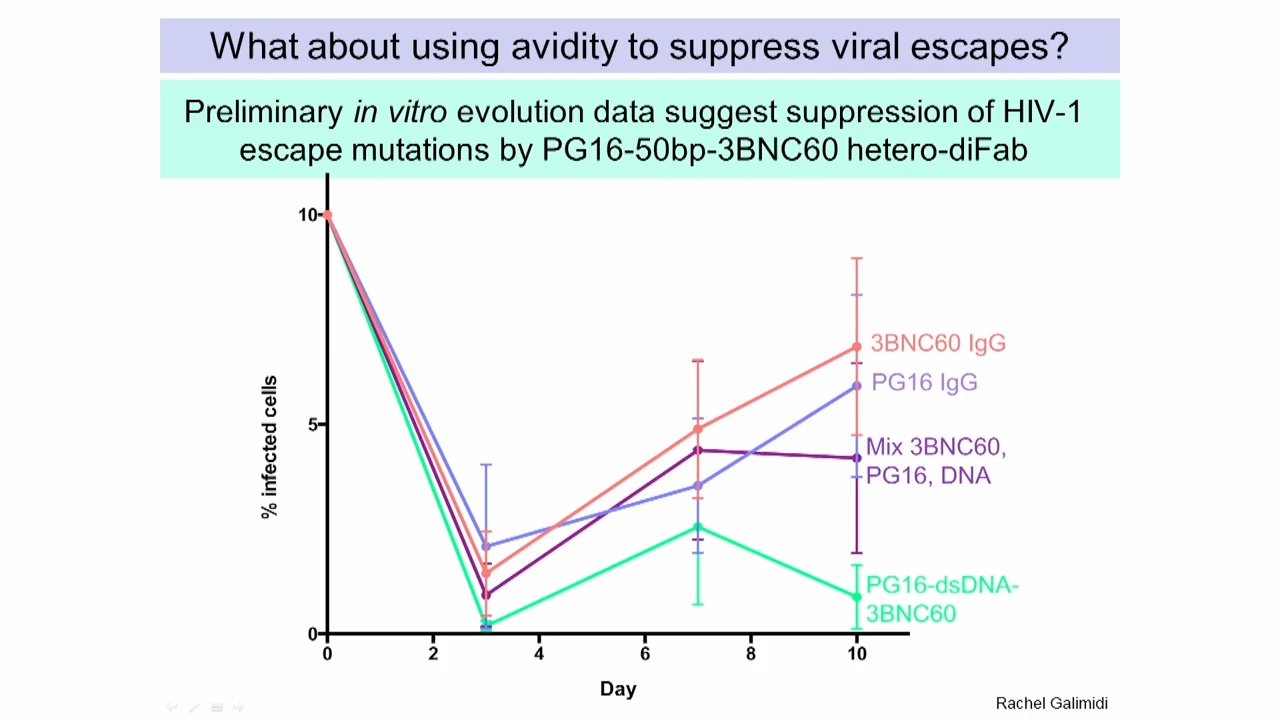 What about using avidity to suppress viral escapes?
Preliminary in vitro evolution data suggest suppression of HIV-1
escape mutations by PG16-50bp-3BNC60 hetero-diFab
10
5
0
% infected cells
3BNC60 IgG
PG16 IgG
Mix 3BNC60,
PG16, DNA
PG16-dsDNA-
3BNC60
0 2 4 6 8 10
Day
Rachel Galimidi